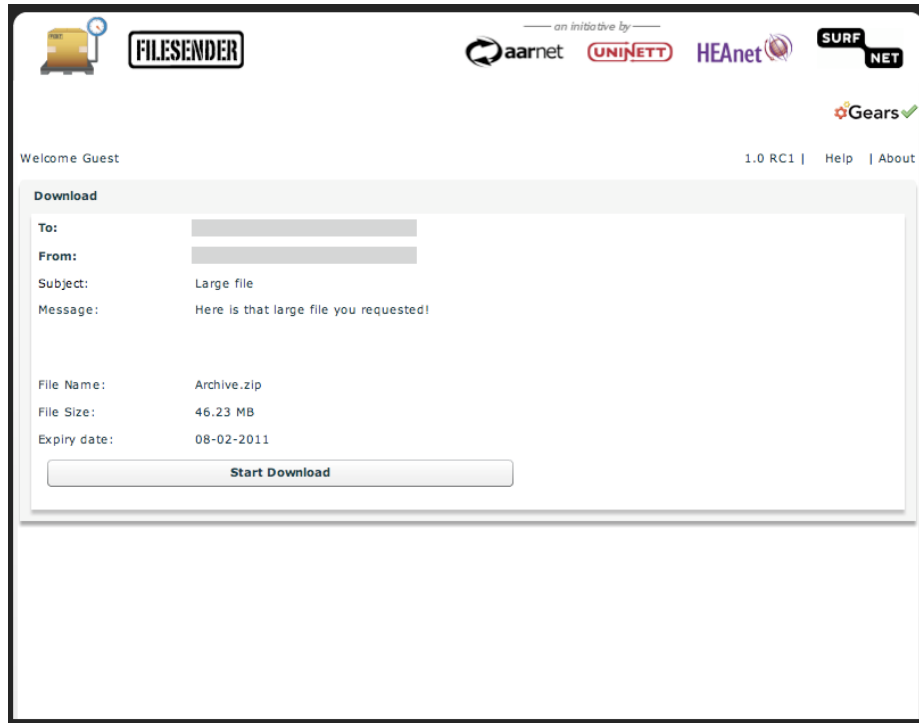 an initiative by
FILESENDER
aarnet
UNINETT
HEAnet
SURF
NET
Gears
Welcome Guest
1.0 RC1 | Help | About
Download
To:
From:
Subject: Large file
Message: Here is that large file you requested!
File Name: Archive.zip
File Size: 46.23 MB
Expiry date: 08-02-2011
Start Download